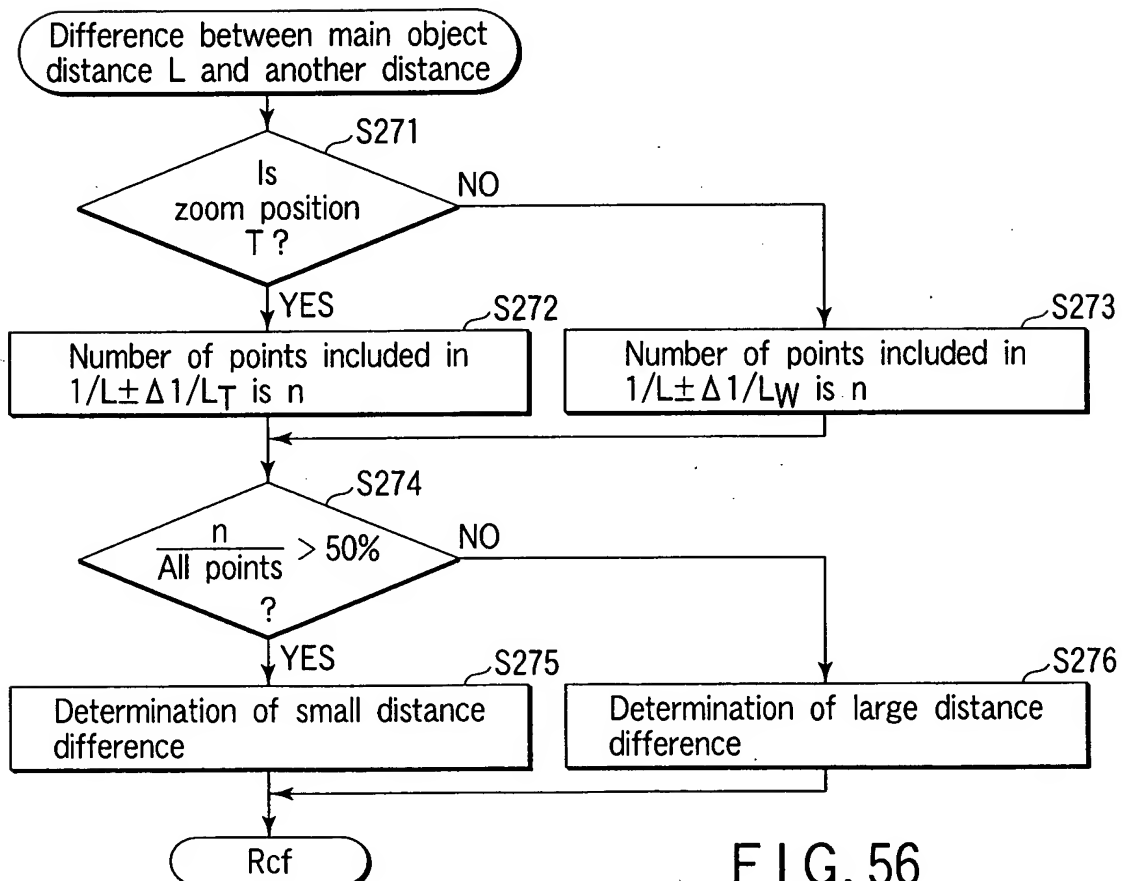 Difference between main object
distance L and another distance
S271
Is
zoom position
T ?
NO
YES
S272
S273
Number of points included in
1/L±Δ1/LT is n
Number of points included in
1/L±Δ1/LW is n
S274
n
All points
> 50%
?
NO
YES
S275
S276
Determination of small distance
difference
Determination of large distance
difference
Rcf
FIG. 56